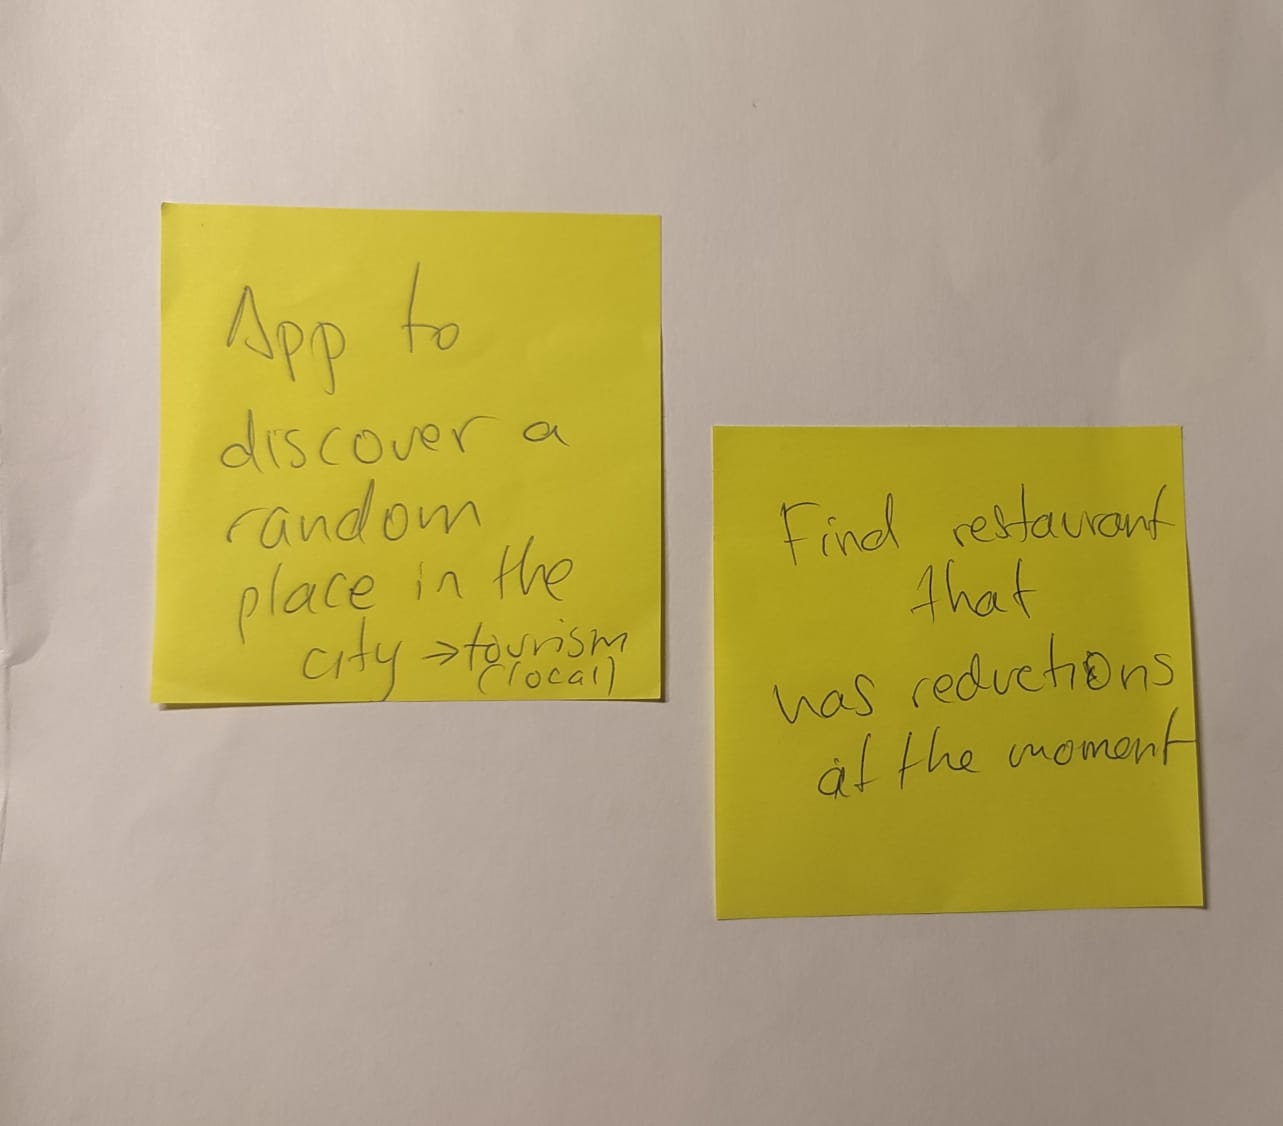 App to
discover a
random
place in the
city → tourism
(local)
Find restaurant
that
has reductions
at the moment